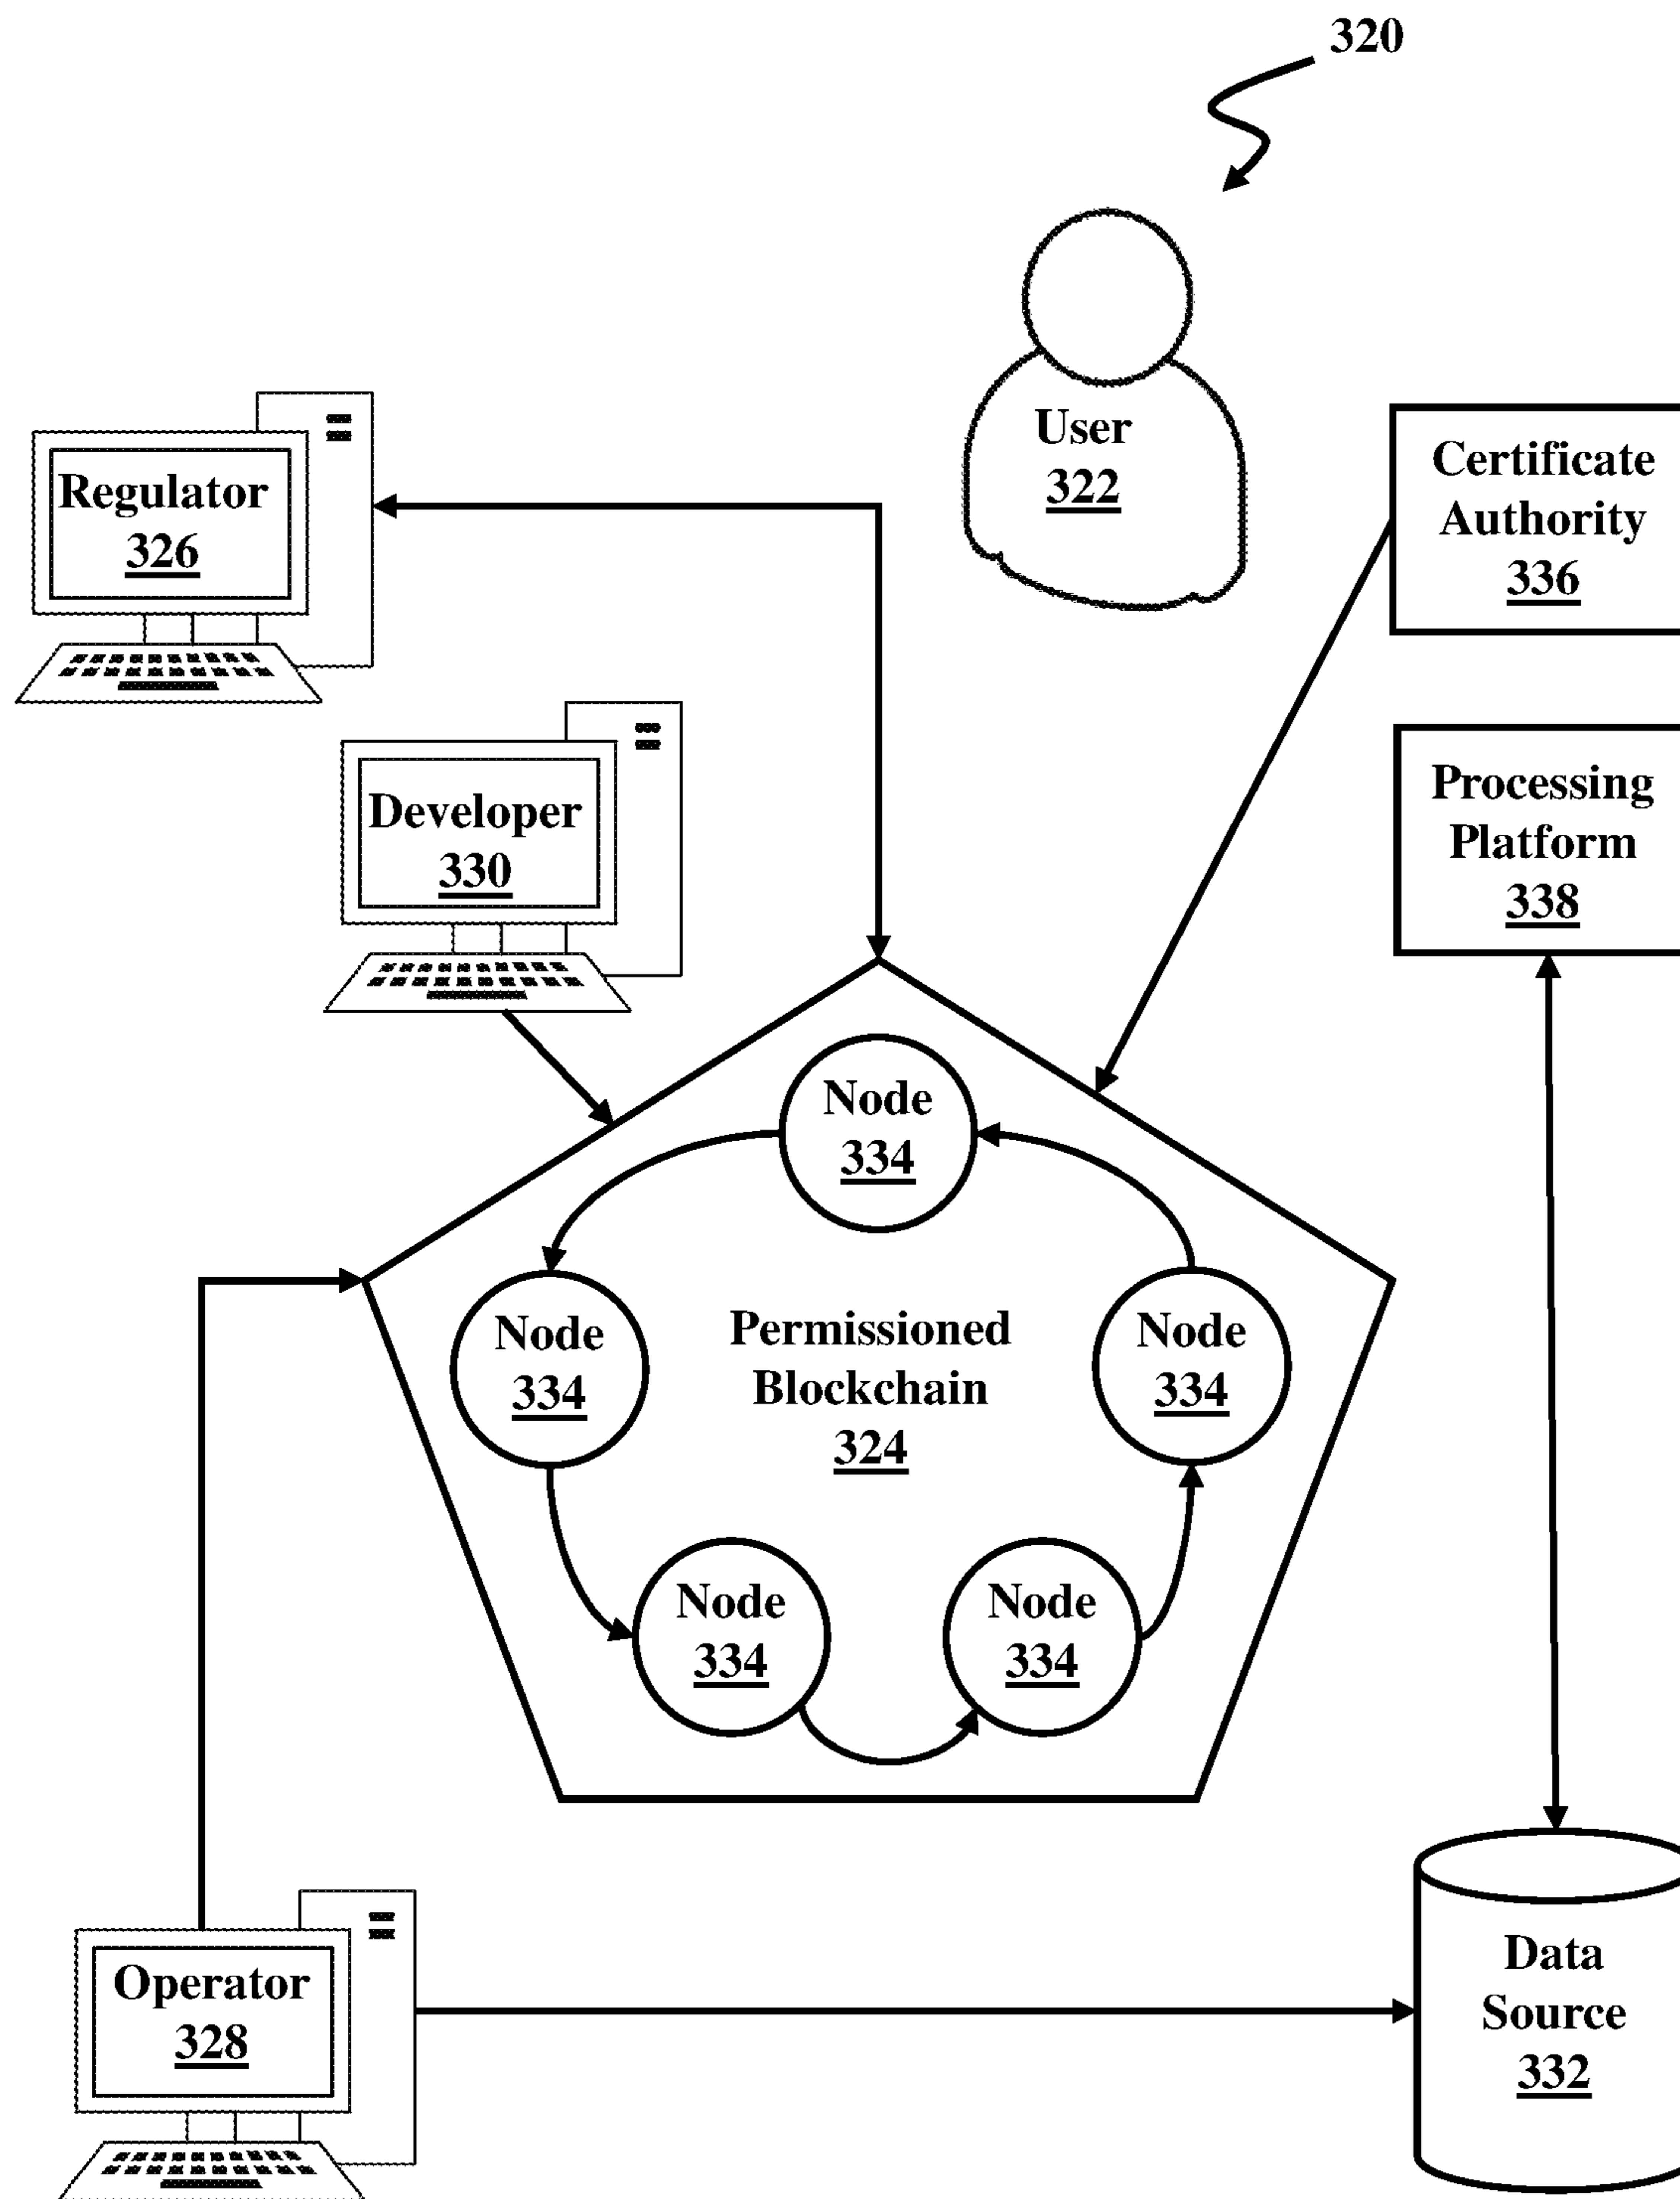 320
User
322
Certificate
Authority
336
Regulator
326
Processing
Platform
338
Developer
330
Node
334
Node
334
Permissioned
Blockchain
324
Node
334
Node
334
Node
334
Operator
328
Data
Source
332